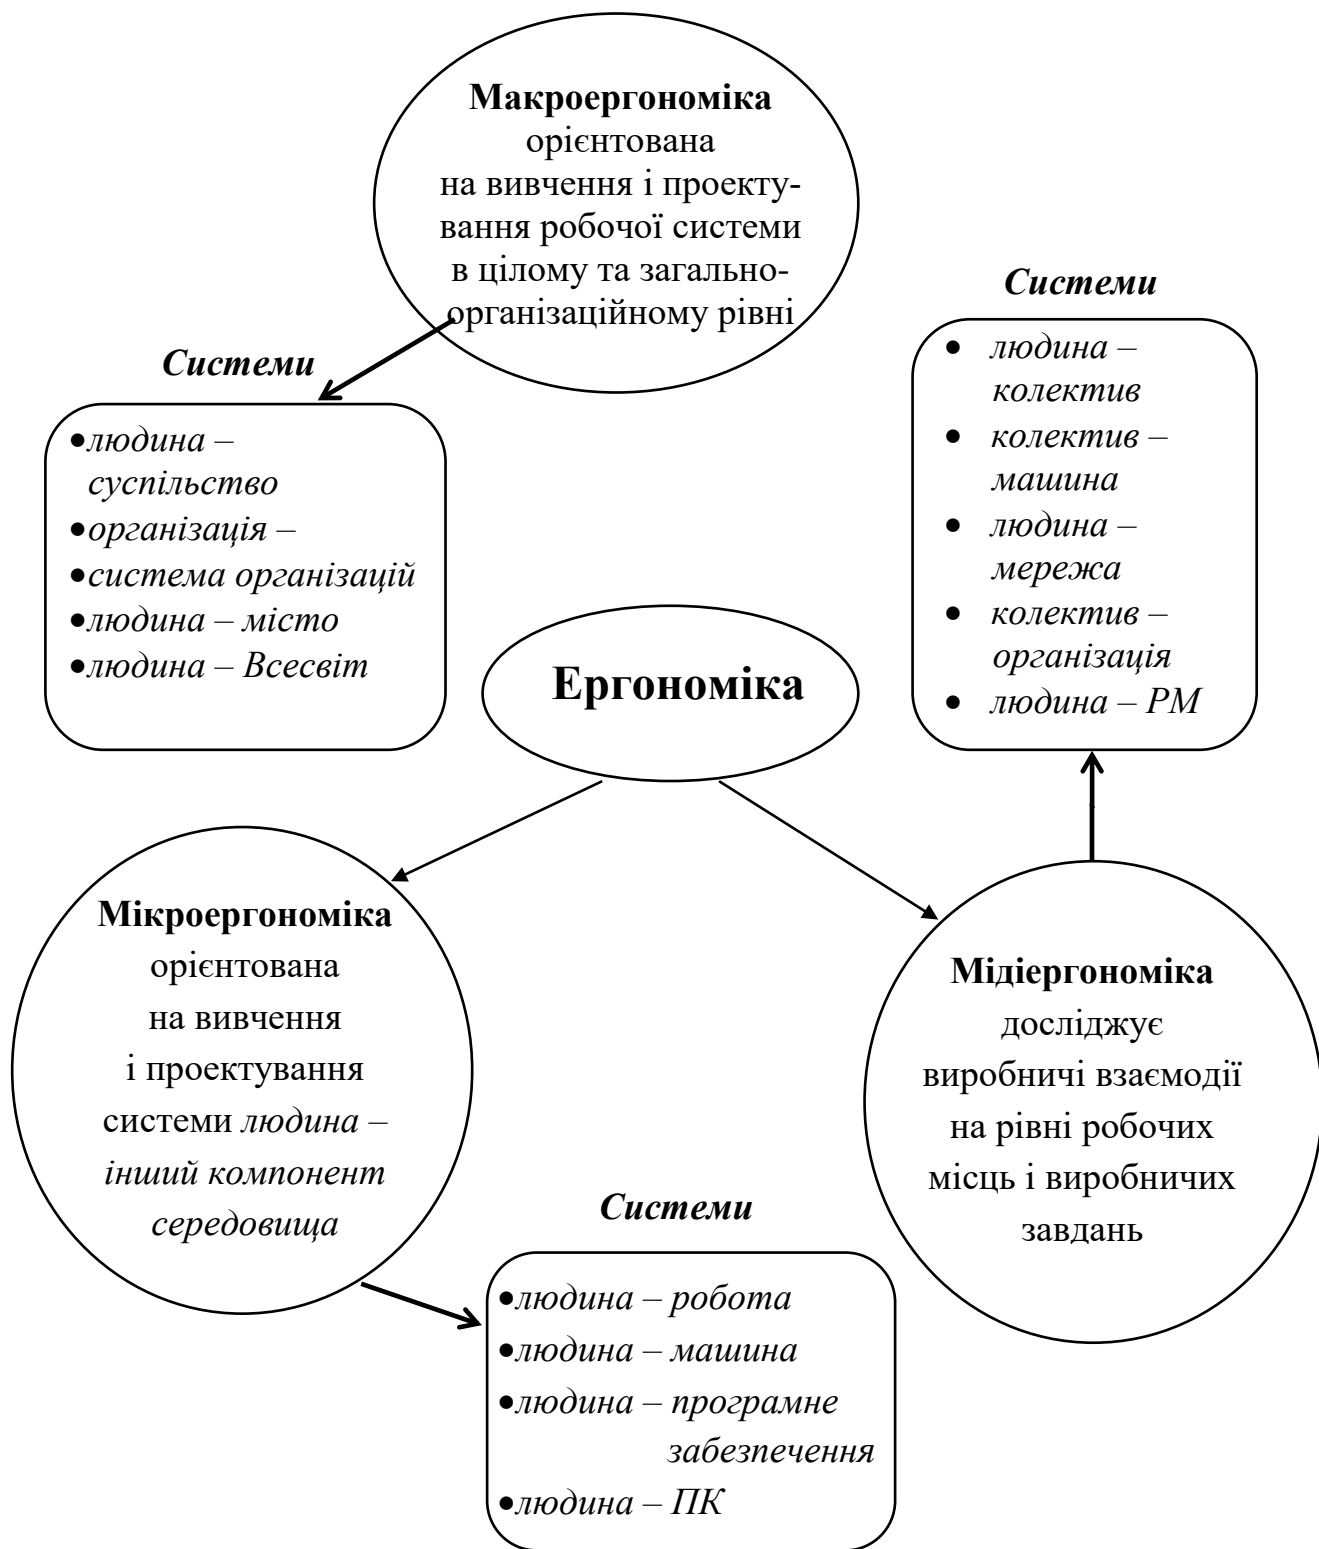 Макроергономіка
орієнтована
на вивчення і проекту-
вання робочої системи
в цілому та загально-
організаційному рівні
Системи
•людина –
суспільство
•організація –
•система організацій
•людина – місто
•людина – Всесвіт
Системи
• людина –
колектив
• колектив –
машина
• людина –
мережа
• колектив –
організація
• людина – РМ
Ергономіка
Мікроергономіка
орієнтована
на вивчення
і проектування
системи людина –
інший компонент
середовища
Мідіергономіка
досліджує
виробничі взаємодії
на рівні робочих
місць і виробничих
завдань
Системи
•людина – робота
•людина – машина
•людина – програмне
забезпечення
•людина – ПК